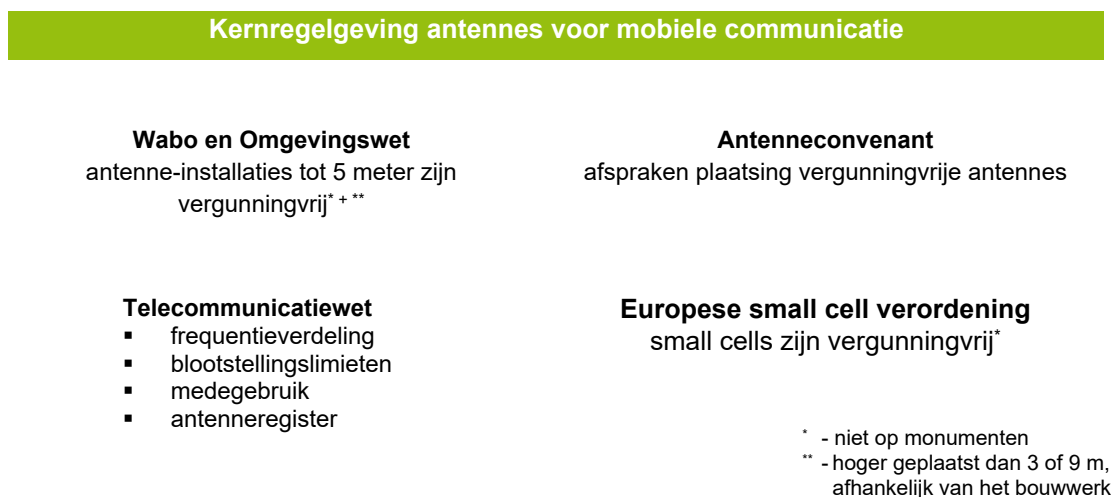 Kernregelgeving antennes voor mobiele communicatie
Wabo en Omgevingswet
antenne-installaties tot 5 meter zijn
vergunningvrij* + **
Antenneconvenant
afspraken plaatsing vergunningvrije antennes
Telecommunicatiewet
▪ frequentieverdeling
▪ blootstellingslimieten
▪ medegebruik
▪ antenneregister
Europese small cell verordening
small cells zijn vergunningvrij*
* - niet op monumenten
** - hoger geplaatst dan 3 of 9 m,
afhankelijk van het bouwwerk